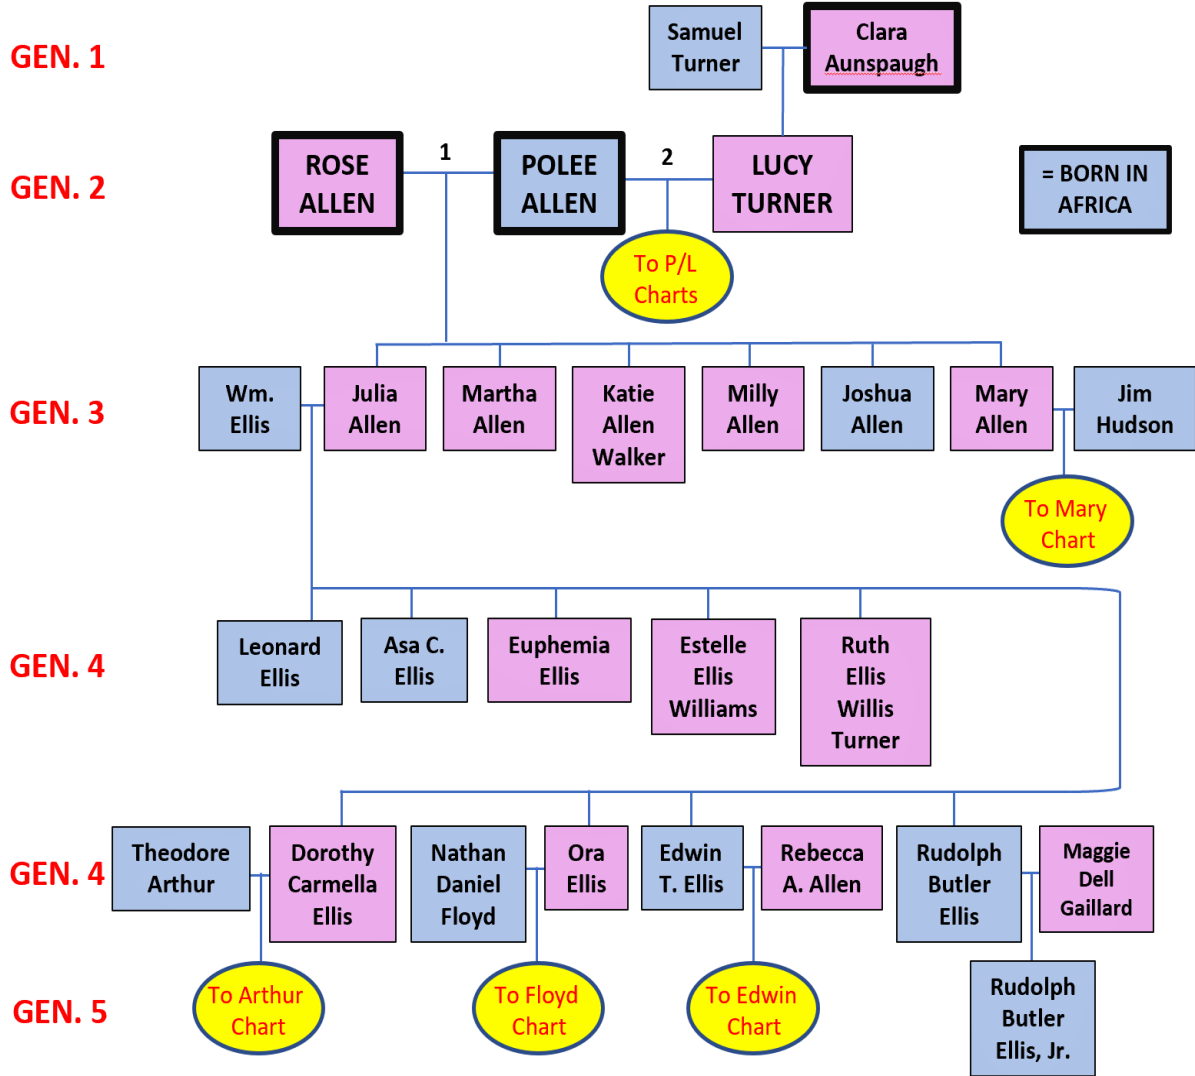 GEN. 1
Samuel
Turner
Clara
Aunspaugh
GEN. 2
ROSE
ALLEN
1
POLEE
ALLEN
2
LUCY
TURNER
= BORN IN
AFRICA
To P/L
Charts
GEN. 3
Wm.
Ellis
Julia
Allen
Martha
Allen
Katie
Allen
Walker
Milly
Allen
Joshua
Allen
Mary
Allen
Jim
Hudson
To Mary
Chart
GEN. 4
Leonard
Ellis
Asa C.
Ellis
Euphemia
Ellis
Estelle
Ellis
Williams
Ruth
Ellis
Willis
Turner
GEN. 4
Theodore
Arthur
Dorothy
Carmella
Ellis
Nathan
Daniel
Floyd
Ora
Ellis
Edwin
T. Ellis
Rebecca
A. Allen
Rudolph
Butler
Ellis
Maggie
Dell
Gaillard
GEN. 5
To Arthur
Chart
To Floyd
Chart
To Edwin
Chart
Rudolph
Butler
Ellis, Jr.